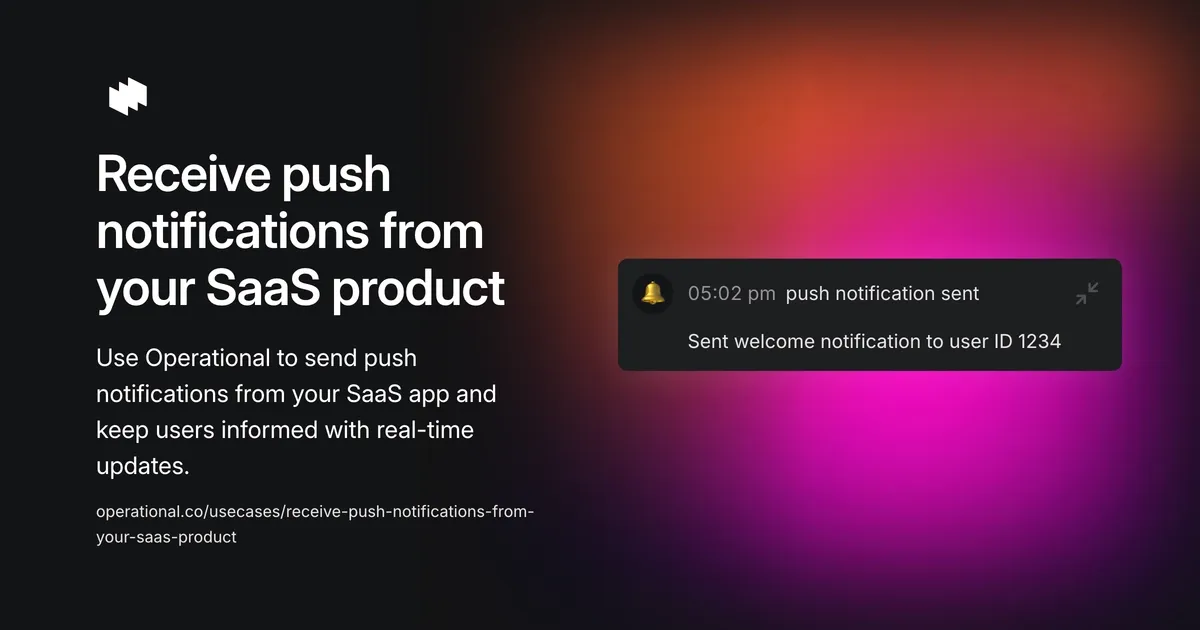 Receive push
notifications from
your SaaS product
Use Operational to send push
notifications from your SaaS app and
keep users informed with real-time
updates.
operational.co/usecases/receive-push-notifications-from-
your-saas-product
05:02 pm push notification sent
Sent welcome notification to user ID 1234